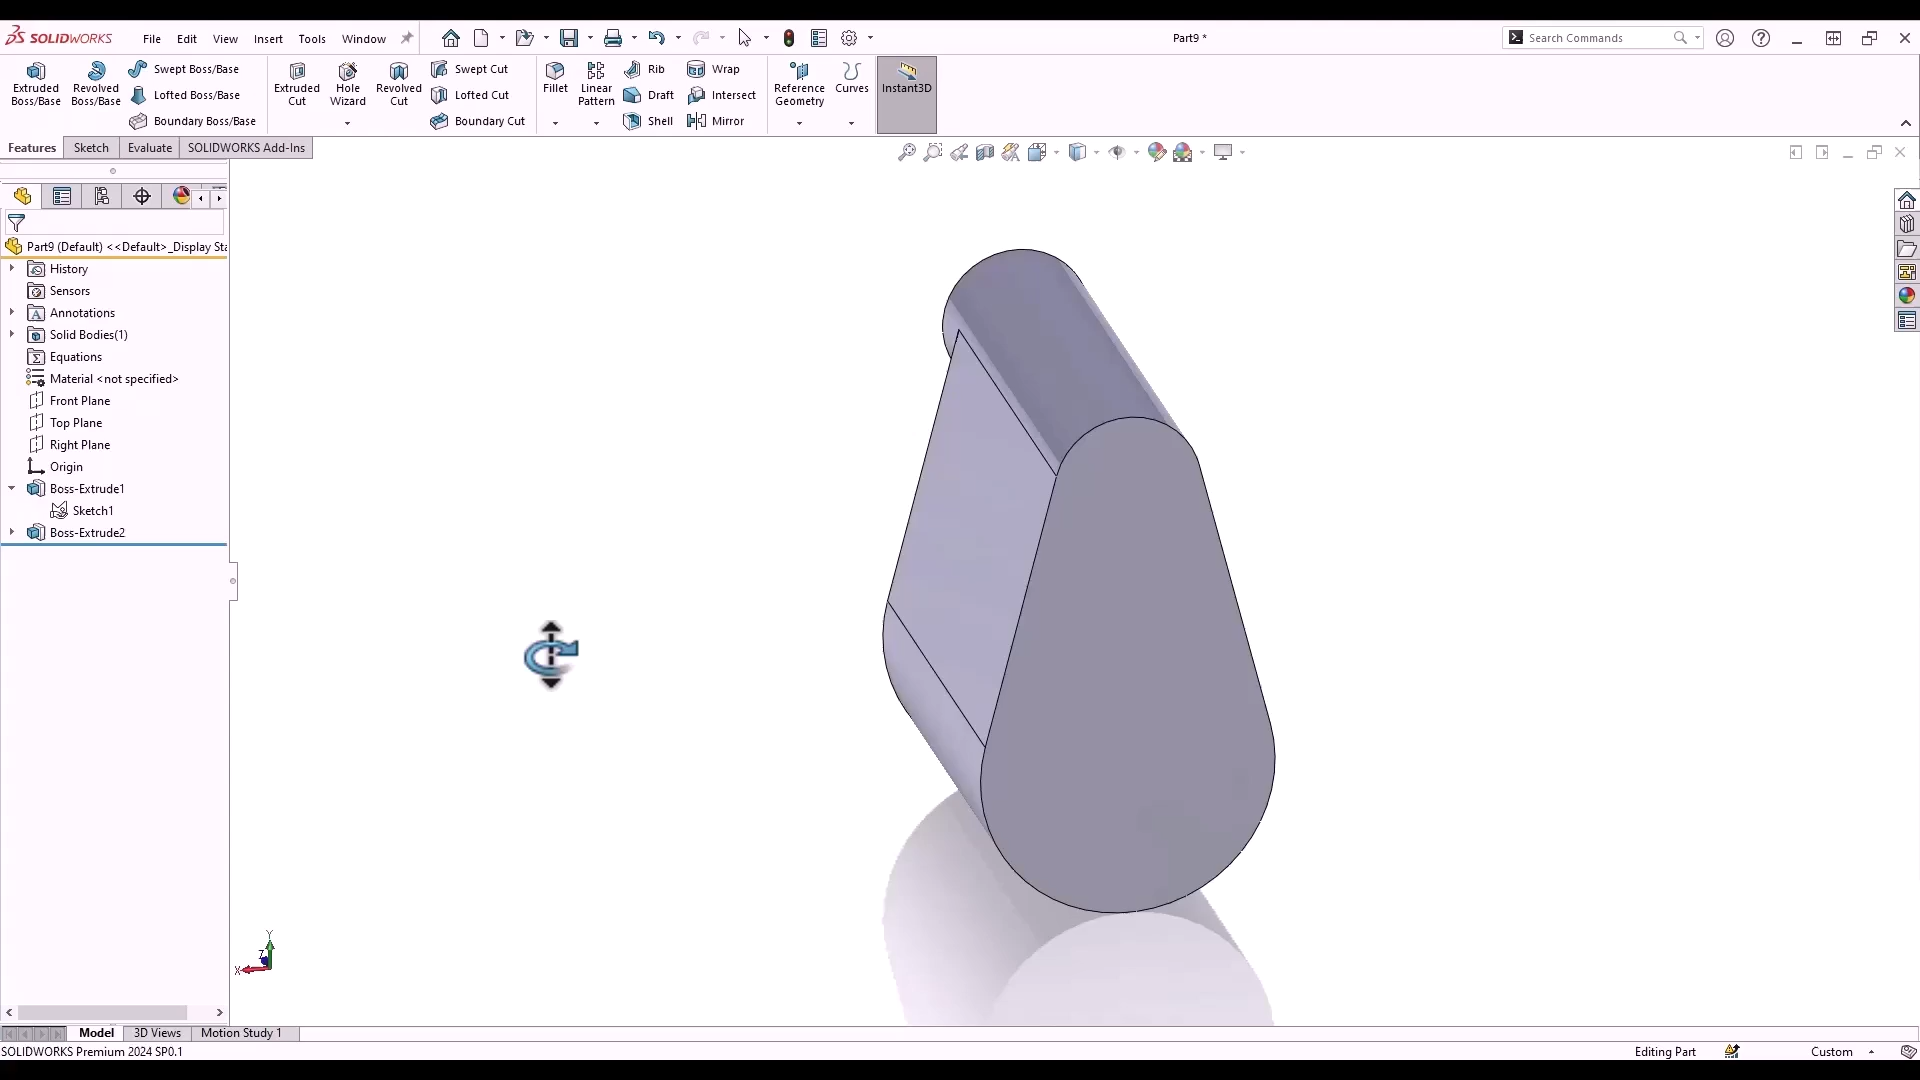 SOLIDWORKS File Edit View Insert Tools Window Part9 * Search Commands
Extruded Boss/Base
Revolved Boss/Base
Swept Boss/Base
Lofted Boss/Base
Boundary Boss/Base
Extruded Cut
Hole Wizard
Revolved Cut
Swept Cut
Lofted Cut
Boundary Cut
Fillet
Linear Pattern
Rib
Draft
Shell
Wrap
Intersect
Mirror
Reference Geometry
Curves
Instant3D
Features Sketch Evaluate SOLIDWORKS Add-Ins
Part9 (Default) <<Default>_Display Sta
History
Sensors
Annotations
Solid Bodies(1)
Equations
Material <not specified>
Front Plane
Top Plane
Right Plane
Origin
Boss-Extrude1
Sketch1
Boss-Extrude2
Y
Z
X
Model 3D Views Motion Study 1
SOLIDWORKS Premium 2024 SP0.1 Editing Part Custom